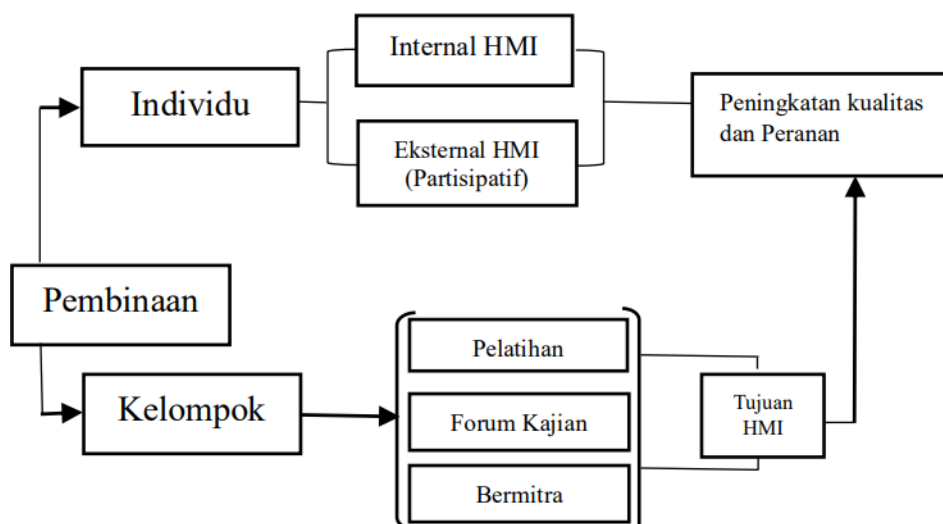 Internal HMI
Individu
Eksternal HMI
(Partisipatif)
Peningkatan kualitas
dan Peranan
Pembinaan
Kelompok
Pelatihan
Forum Kajian
Bermitra
Tujuan
HMI